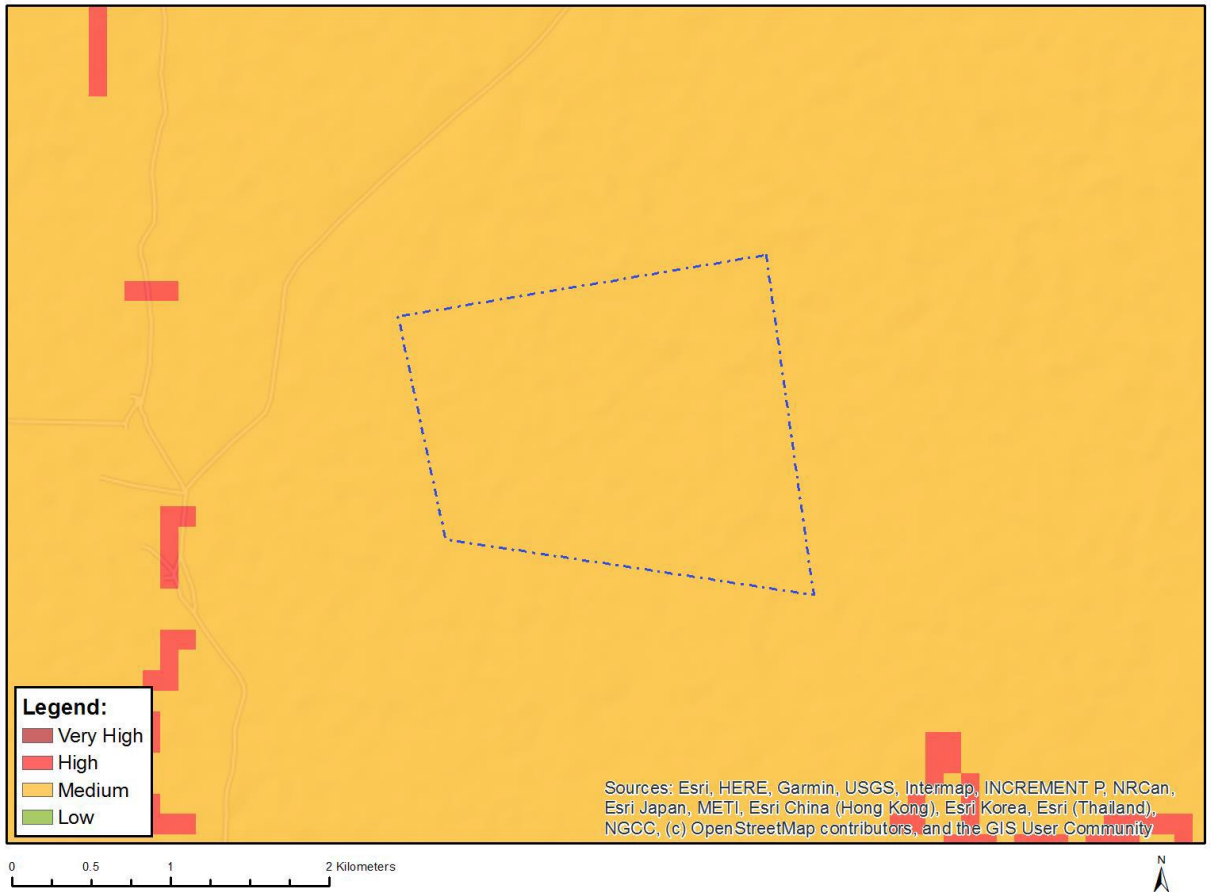 Legend:
Very High
High
Medium
Low
Sources: Esri, HERE, Garmin, USGS, Intermap, INCREMENT P, NRCan,
Esri Japan, METI, Esri China (Hong Kong), Esri Korea, Esri (Thailand),
NGCC, (c) OpenStreetMap contributors, and the GIS User Community
0 0.5 1 2 Kilometers
N